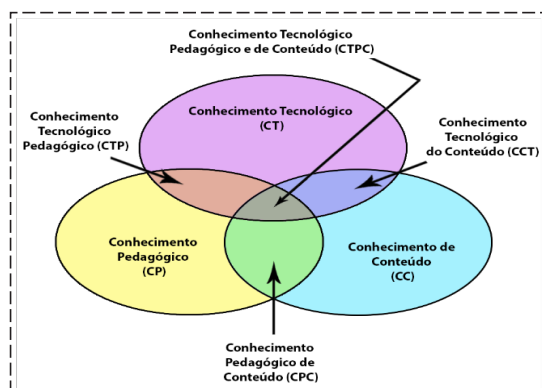 Conhecimento Tecnológico
Pedagógico e de Conteúdo (CTPC)
Conhecimento
Tecnológico
Pedagógico (CTP)
Conhecimento Tecnológico
(CT)
Conhecimento
Tecnológico
do Conteúdo (CCT)
Conhecimento
Pedagógico
(CP)
Conhecimento de
Conteúdo
(CC)
Conhecimento
Pedagógico de
Conteúdo (CPC)